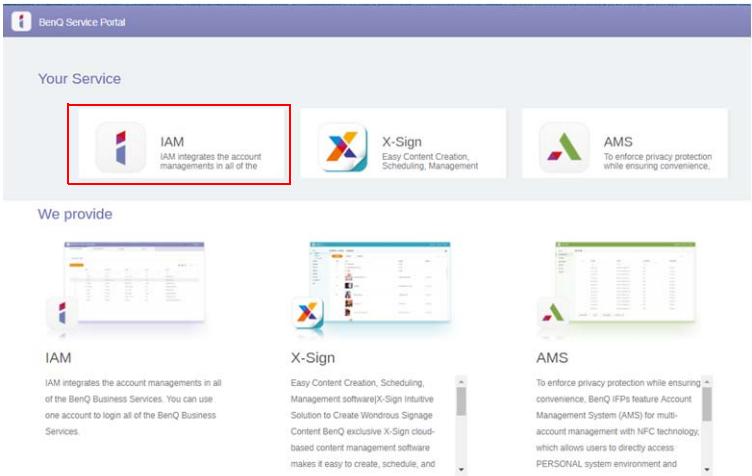 BenQ Service Portal
Your Service
IAM
IAM integrates the account
managements in all of the
X-Sign
Easy Content Creation,
Scheduling, Management
AMS
To enforce privacy protection
while ensuring convenience,
We provide
IAM
IAM integrates the account managements in all
of the BenQ Business Services. You can use
one account to login all of the BenQ Business
Services.
X-Sign
Easy Content Creation, Scheduling,
Management software|X-Sign Intuitive
Solution to Create Wondrous Signage
Content BenQ exclusive X-Sign cloud-
based content management software
makes it easy to create, schedule, and
AMS
To enforce privacy protection while ensuring
convenience, BenQ IFPs feature Account
Management System (AMS) for multi-
account management with NFC technology,
which allows users to directly access
PERSONAL system environment and